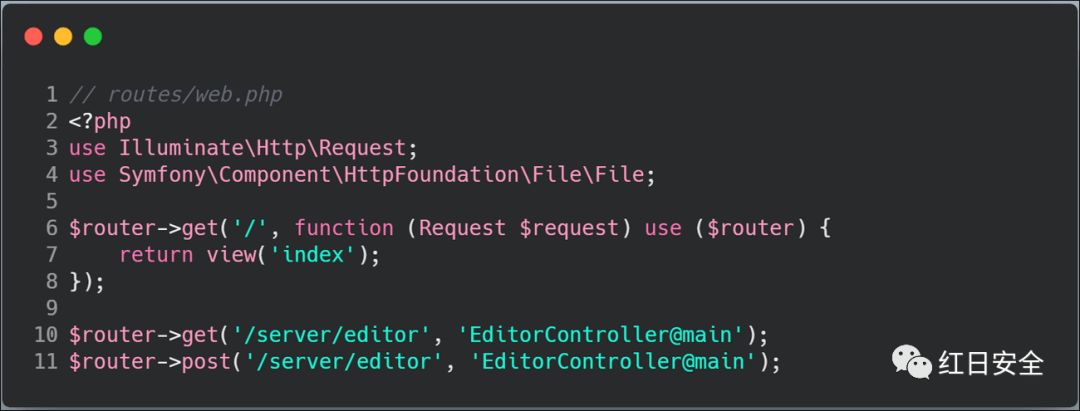 1 // routes/web.php
2 <?php
3 use Illuminate\Http\Request;
4 use Symfony\Component\HttpFoundation\File\File;
5
6 $router->get('/', function (Request $request) use ($router) {
7     return view('index');
8 });
9
10 $router->get('/server/editor', 'EditorController@main');
11 $router->post('/server/editor', 'EditorController@main');
红日安全